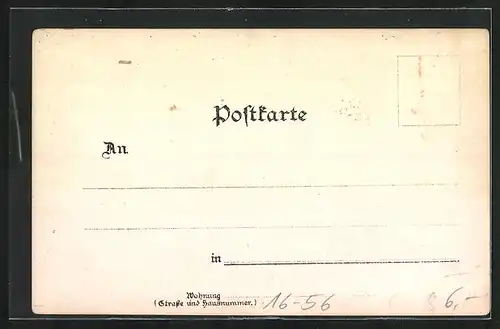 Postkarte
An
in
Wohnung
(Straße und Hausnummer.) 16-56 6,-